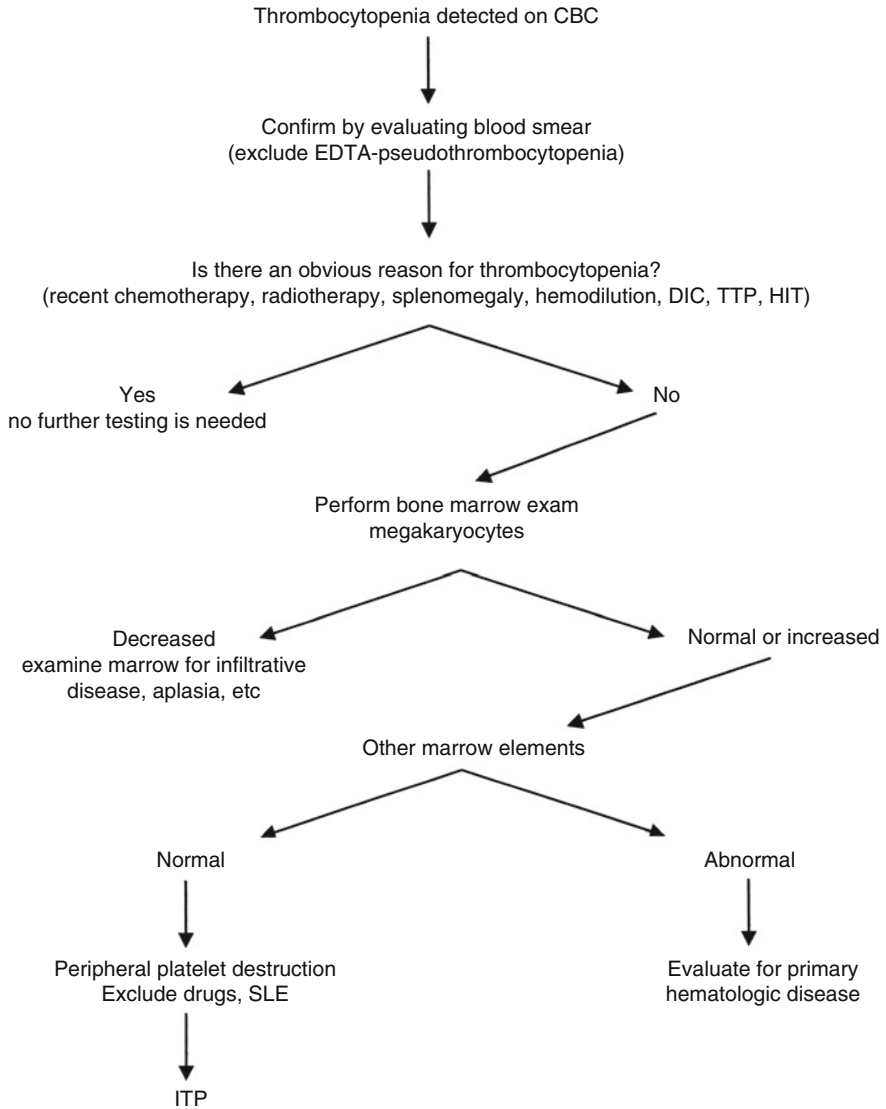 Thrombocytopenia detected on CBC
Confirm by evaluating blood smear
(exclude EDTA-pseudothrombocytopenia)
Is there an obvious reason for thrombocytopenia?
(recent chemotherapy, radiotherapy, splenomegaly, hemodilution, DIC, TTP, HIT)
Yes
no further testing is needed
No
Perform bone marrow exam
megakaryocytes
Decreased
examine marrow for infiltrative
disease, aplasia, etc
Normal or increased
Other marrow elements
Normal
Abnormal
Peripheral platelet destruction
Exclude drugs, SLE
Evaluate for primary
hematologic disease
ITP